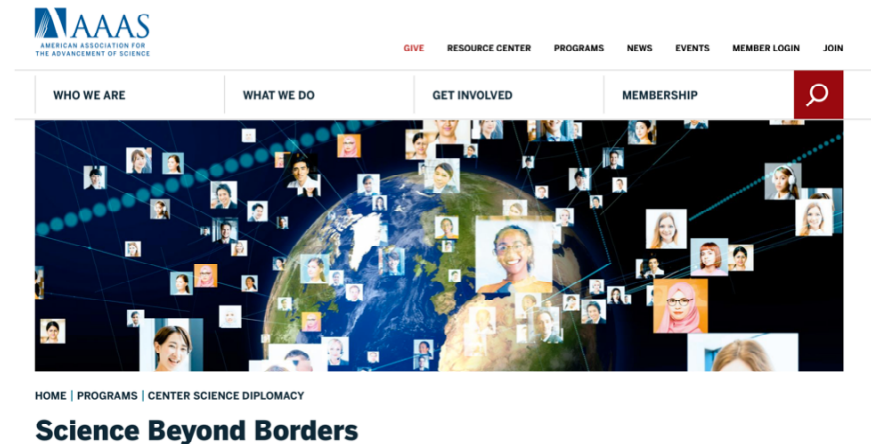 AAAS
AMERICAN ASSOCIATION FOR
THE ADVANCEMENT OF SCIENCE
GIVE RESOURCE CENTER PROGRAMS NEWS EVENTS MEMBER LOGIN JOIN
WHO WE ARE WHAT WE DO GET INVOLVED MEMBERSHIP
HOME | PROGRAMS | CENTER SCIENCE DIPLOMACY
Science Beyond Borders